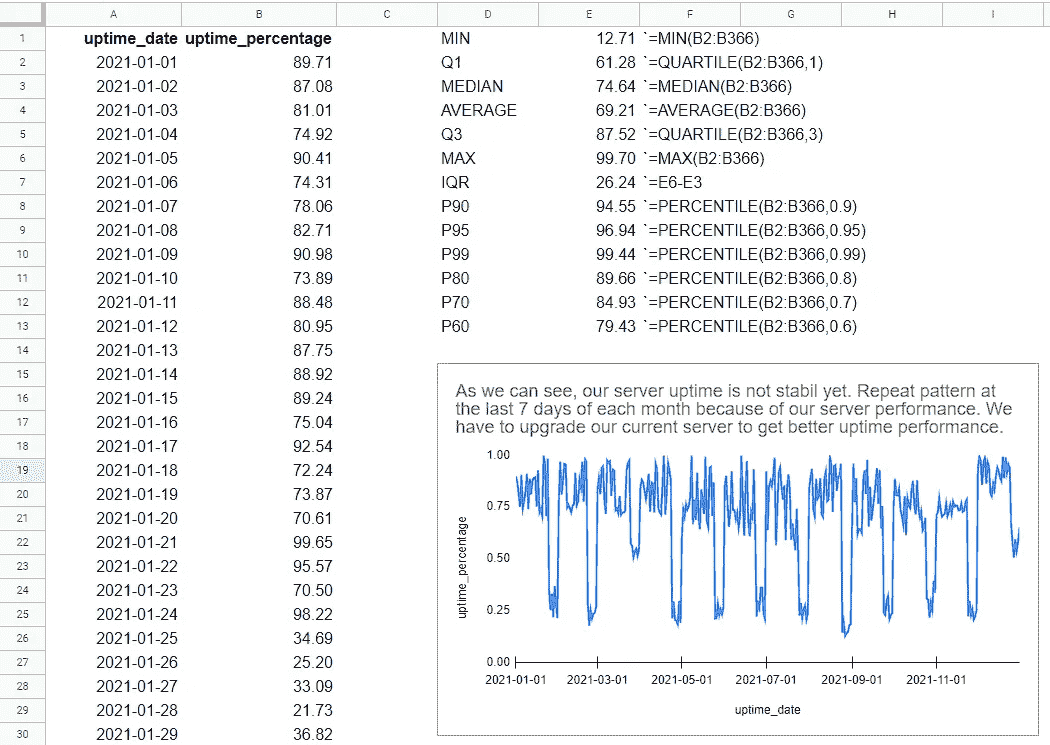 A B C D E F G H I
1 uptime_date uptime_percentage MIN 12.71 `=MIN(B2:B366)
2 2021-01-01 89.71 Q1 61.28 `=QUARTILE(B2:B366,1)
3 2021-01-02 87.08 MEDIAN 74.64 `=MEDIAN(B2:B366)
4 2021-01-03 81.01 AVERAGE 69.21 `=AVERAGE(B2:B366)
5 2021-01-04 74.92 Q3 87.52 `=QUARTILE(B2:B366,3)
6 2021-01-05 90.41 MAX 99.70 `=MAX(B2:B366)
7 2021-01-06 74.31 IQR 26.24 `=E6-E3
8 2021-01-07 78.06 P90 94.55 `=PERCENTILE(B2:B366,0.9)
9 2021-01-08 82.71 P95 96.94 `=PERCENTILE(B2:B366,0.95)
10 2021-01-09 90.98 P99 99.44 `=PERCENTILE(B2:B366,0.99)
11 2021-01-10 73.89 P80 89.66 `=PERCENTILE(B2:B366,0.8)
12 2021-01-11 88.48 P70 84.93 `=PERCENTILE(B2:B366,0.7)
13 2021-01-12 80.95 P60 79.43 `=PERCENTILE(B2:B366,0.6)
14 2021-01-13 87.75
15 2021-01-14 88.92
16 2021-01-15 89.24
17 2021-01-16 75.04
18 2021-01-17 92.54
19 2021-01-18 72.24
20 2021-01-19 73.87
21 2021-01-20 70.61
22 2021-01-21 99.65
23 2021-01-22 95.57
24 2021-01-23 70.50
25 2021-01-24 98.22
26 2021-01-25 34.69
27 2021-01-26 25.20
28 2021-01-27 33.09
29 2021-01-28 21.73
30 2021-01-29 36.82
As we can see, our server uptime is not stabil yet. Repeat pattern at
the last 7 days of each month because of our server performance. We
have to upgrade our current server to get better uptime performance.
1.00
0.75
0.50
0.25
0.00
uptime_percentage
2021-01-01 2021-03-01 2021-05-01 2021-07-01 2021-09-01 2021-11-01
uptime_date